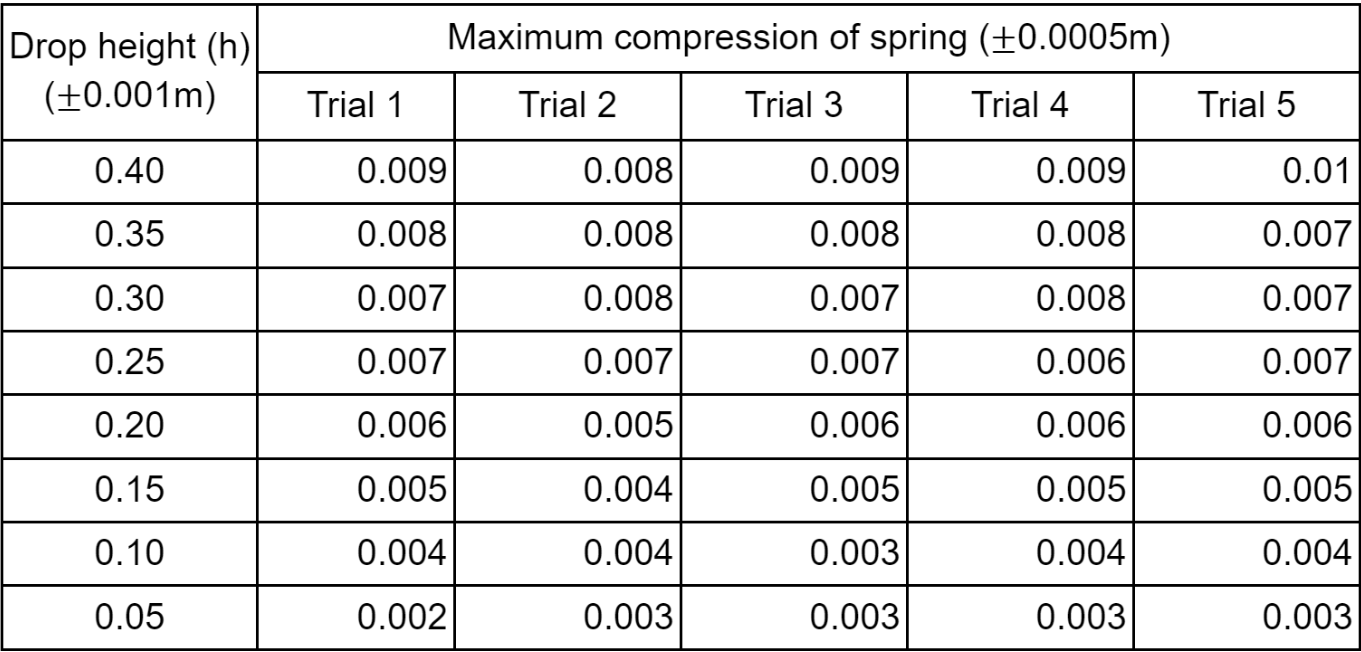 Drop height (h) (±0.001m) Maximum compression of spring (±0.0005m)
Trial 1 Trial 2 Trial 3 Trial 4 Trial 5
0.40 0.009 0.008 0.009 0.009 0.01
0.35 0.008 0.008 0.008 0.008 0.007
0.30 0.007 0.008 0.007 0.008 0.007
0.25 0.007 0.007 0.007 0.006 0.007
0.20 0.006 0.005 0.006 0.006 0.006
0.15 0.005 0.004 0.005 0.005 0.005
0.10 0.004 0.004 0.003 0.004 0.004
0.05 0.002 0.003 0.003 0.003 0.003